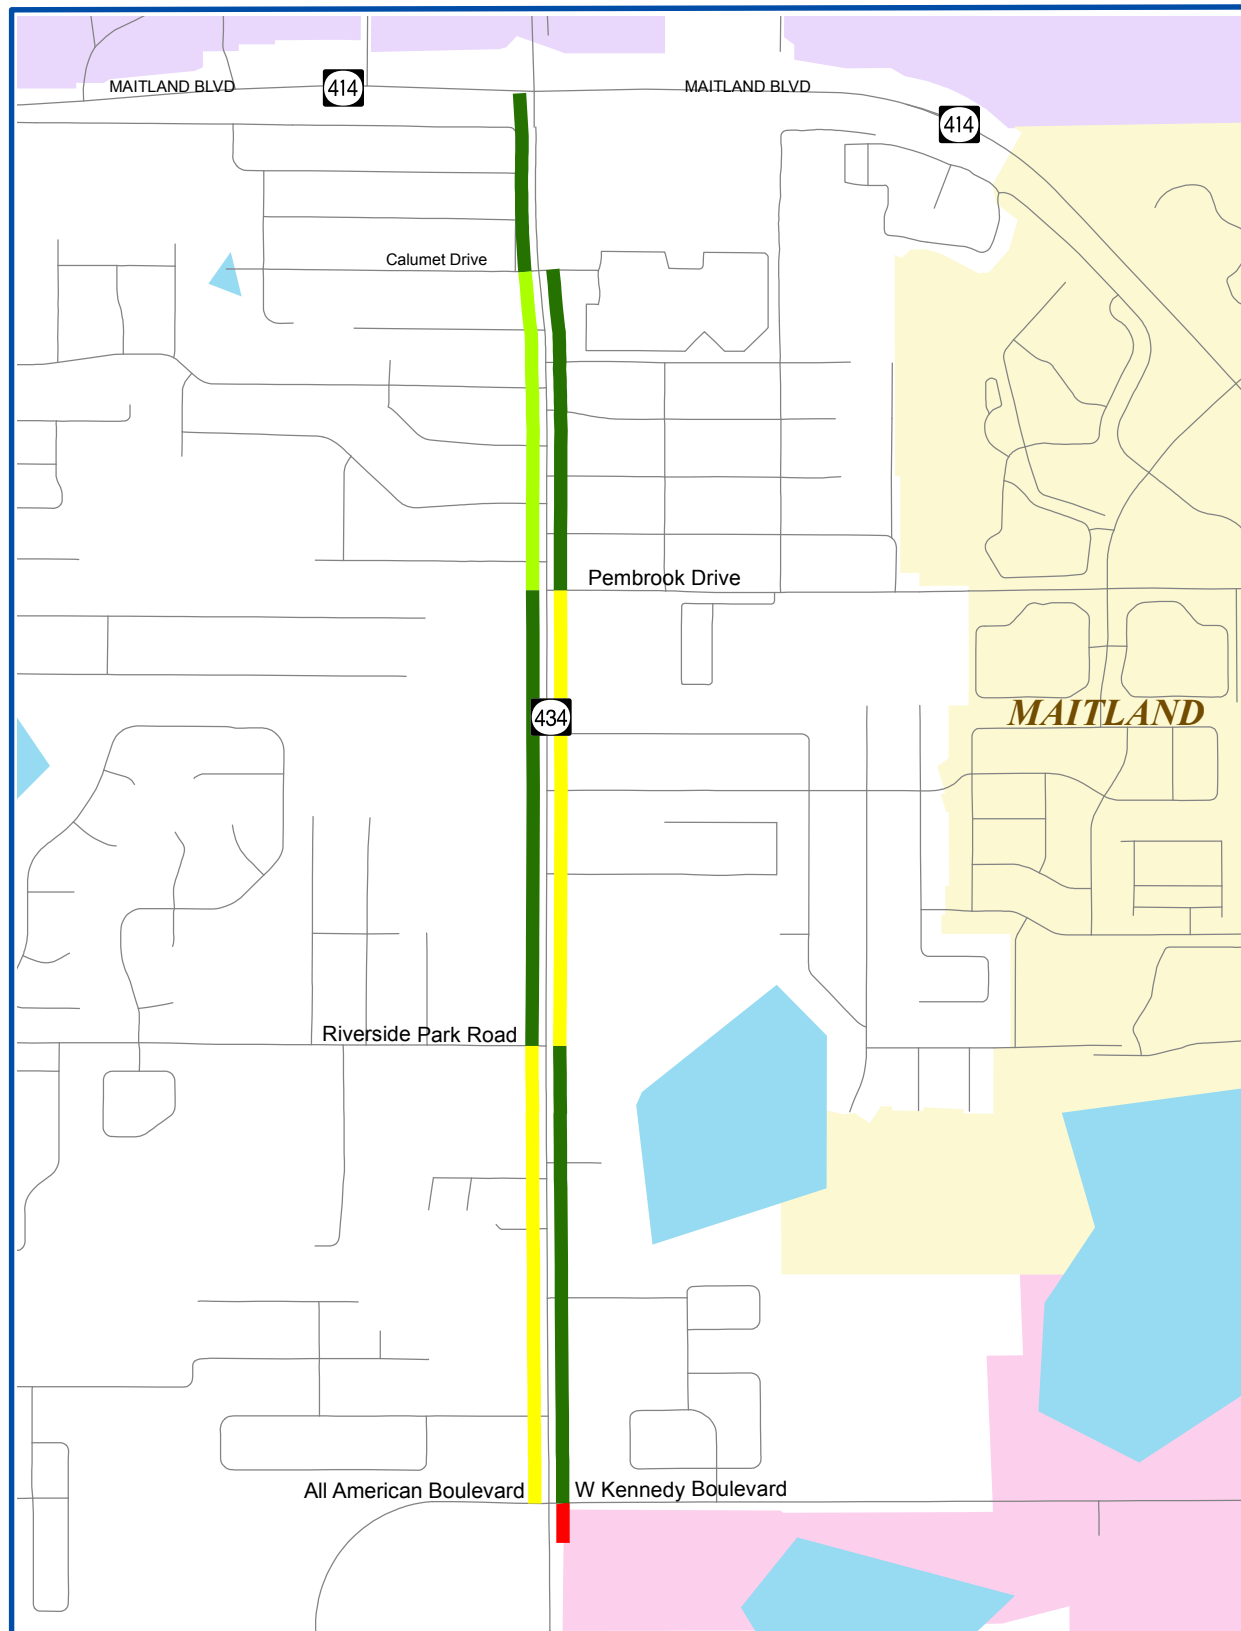 MAITLAND BLVD
414
MAITLAND BLVD
414
Calumet Drive
Pembrook Drive
434
MAITLAND
Riverside Park Road
All American Boulevard
W Kennedy Boulevard